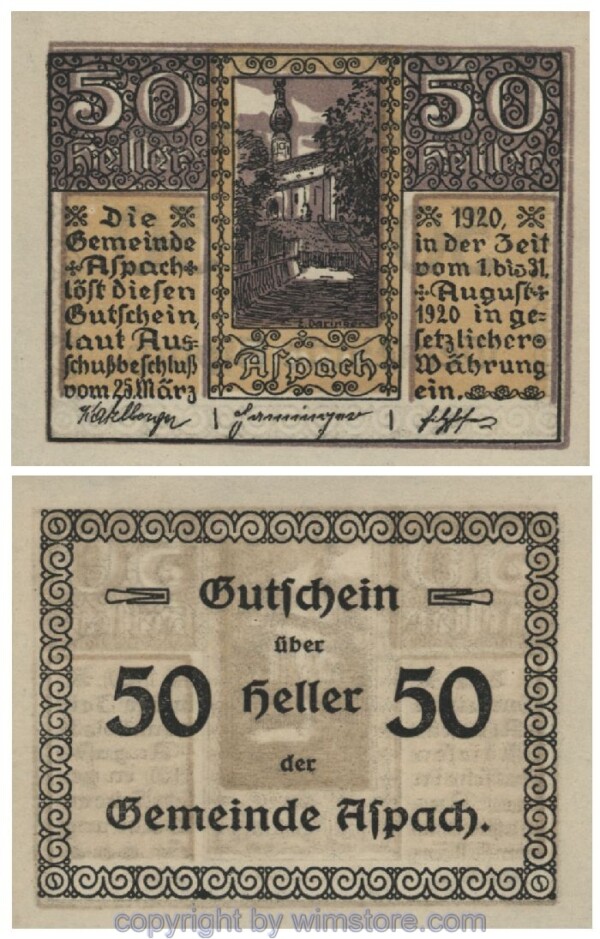 50
Heller
50
Heller
Die
Gemeinde
Aſpach
löſt dieſen
Gutſchein,
laut Aus-
ſchußbeſchluß
vom 25. März
Aſpach
1920,
in der Zeit
vom 1. bis 31.
August
1920 in ge=
ſetzlicher
Währung
ein.
Gutſchein
über
50 Heller 50
der
Gemeinde Aſpach.
copyright by wimstore.com